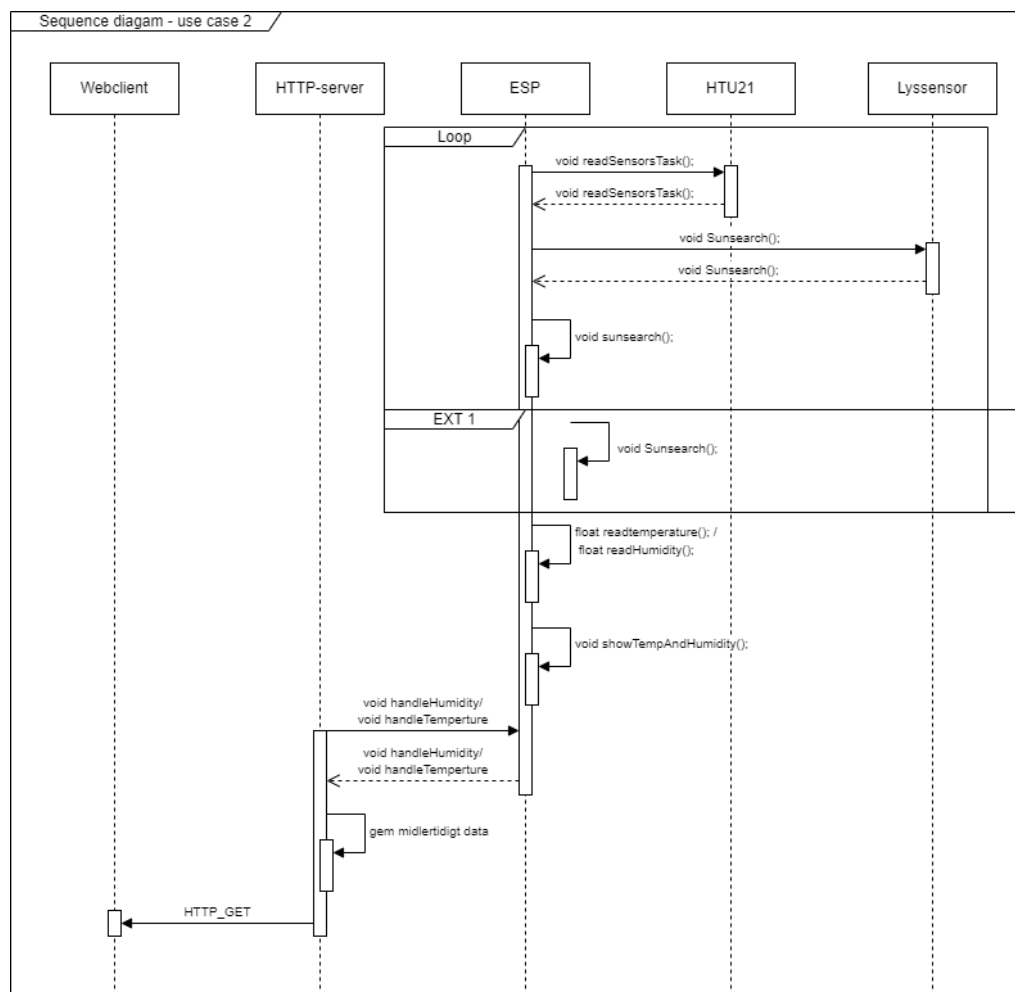 Sequence diagam - use case 2
Webclient
HTTP-server
ESP
HTU21
Lyssensor
Loop
void readSensorsTask();
void readSensorsTask();
void Sunsearch();
void Sunsearch();
void sunsearch();
EXT 1
void Sunsearch();
float readtemperature(); /
float readHumidity();
void showTempAndHumidity();
void handleHumidity/
void handleTemperture
void handleHumidity/
void handleTemperture
gem midlertidigt data
HTTP_GET